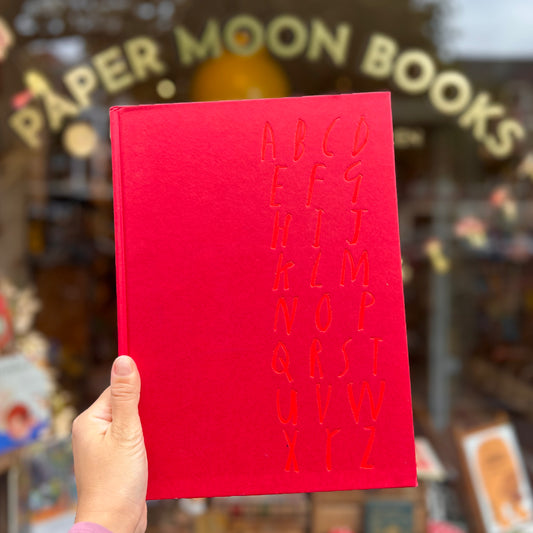 PAPER MOON BOOKS
A B C D
E F G
H I J
K L M
N O P
Q R S T
U V W
X Y Z